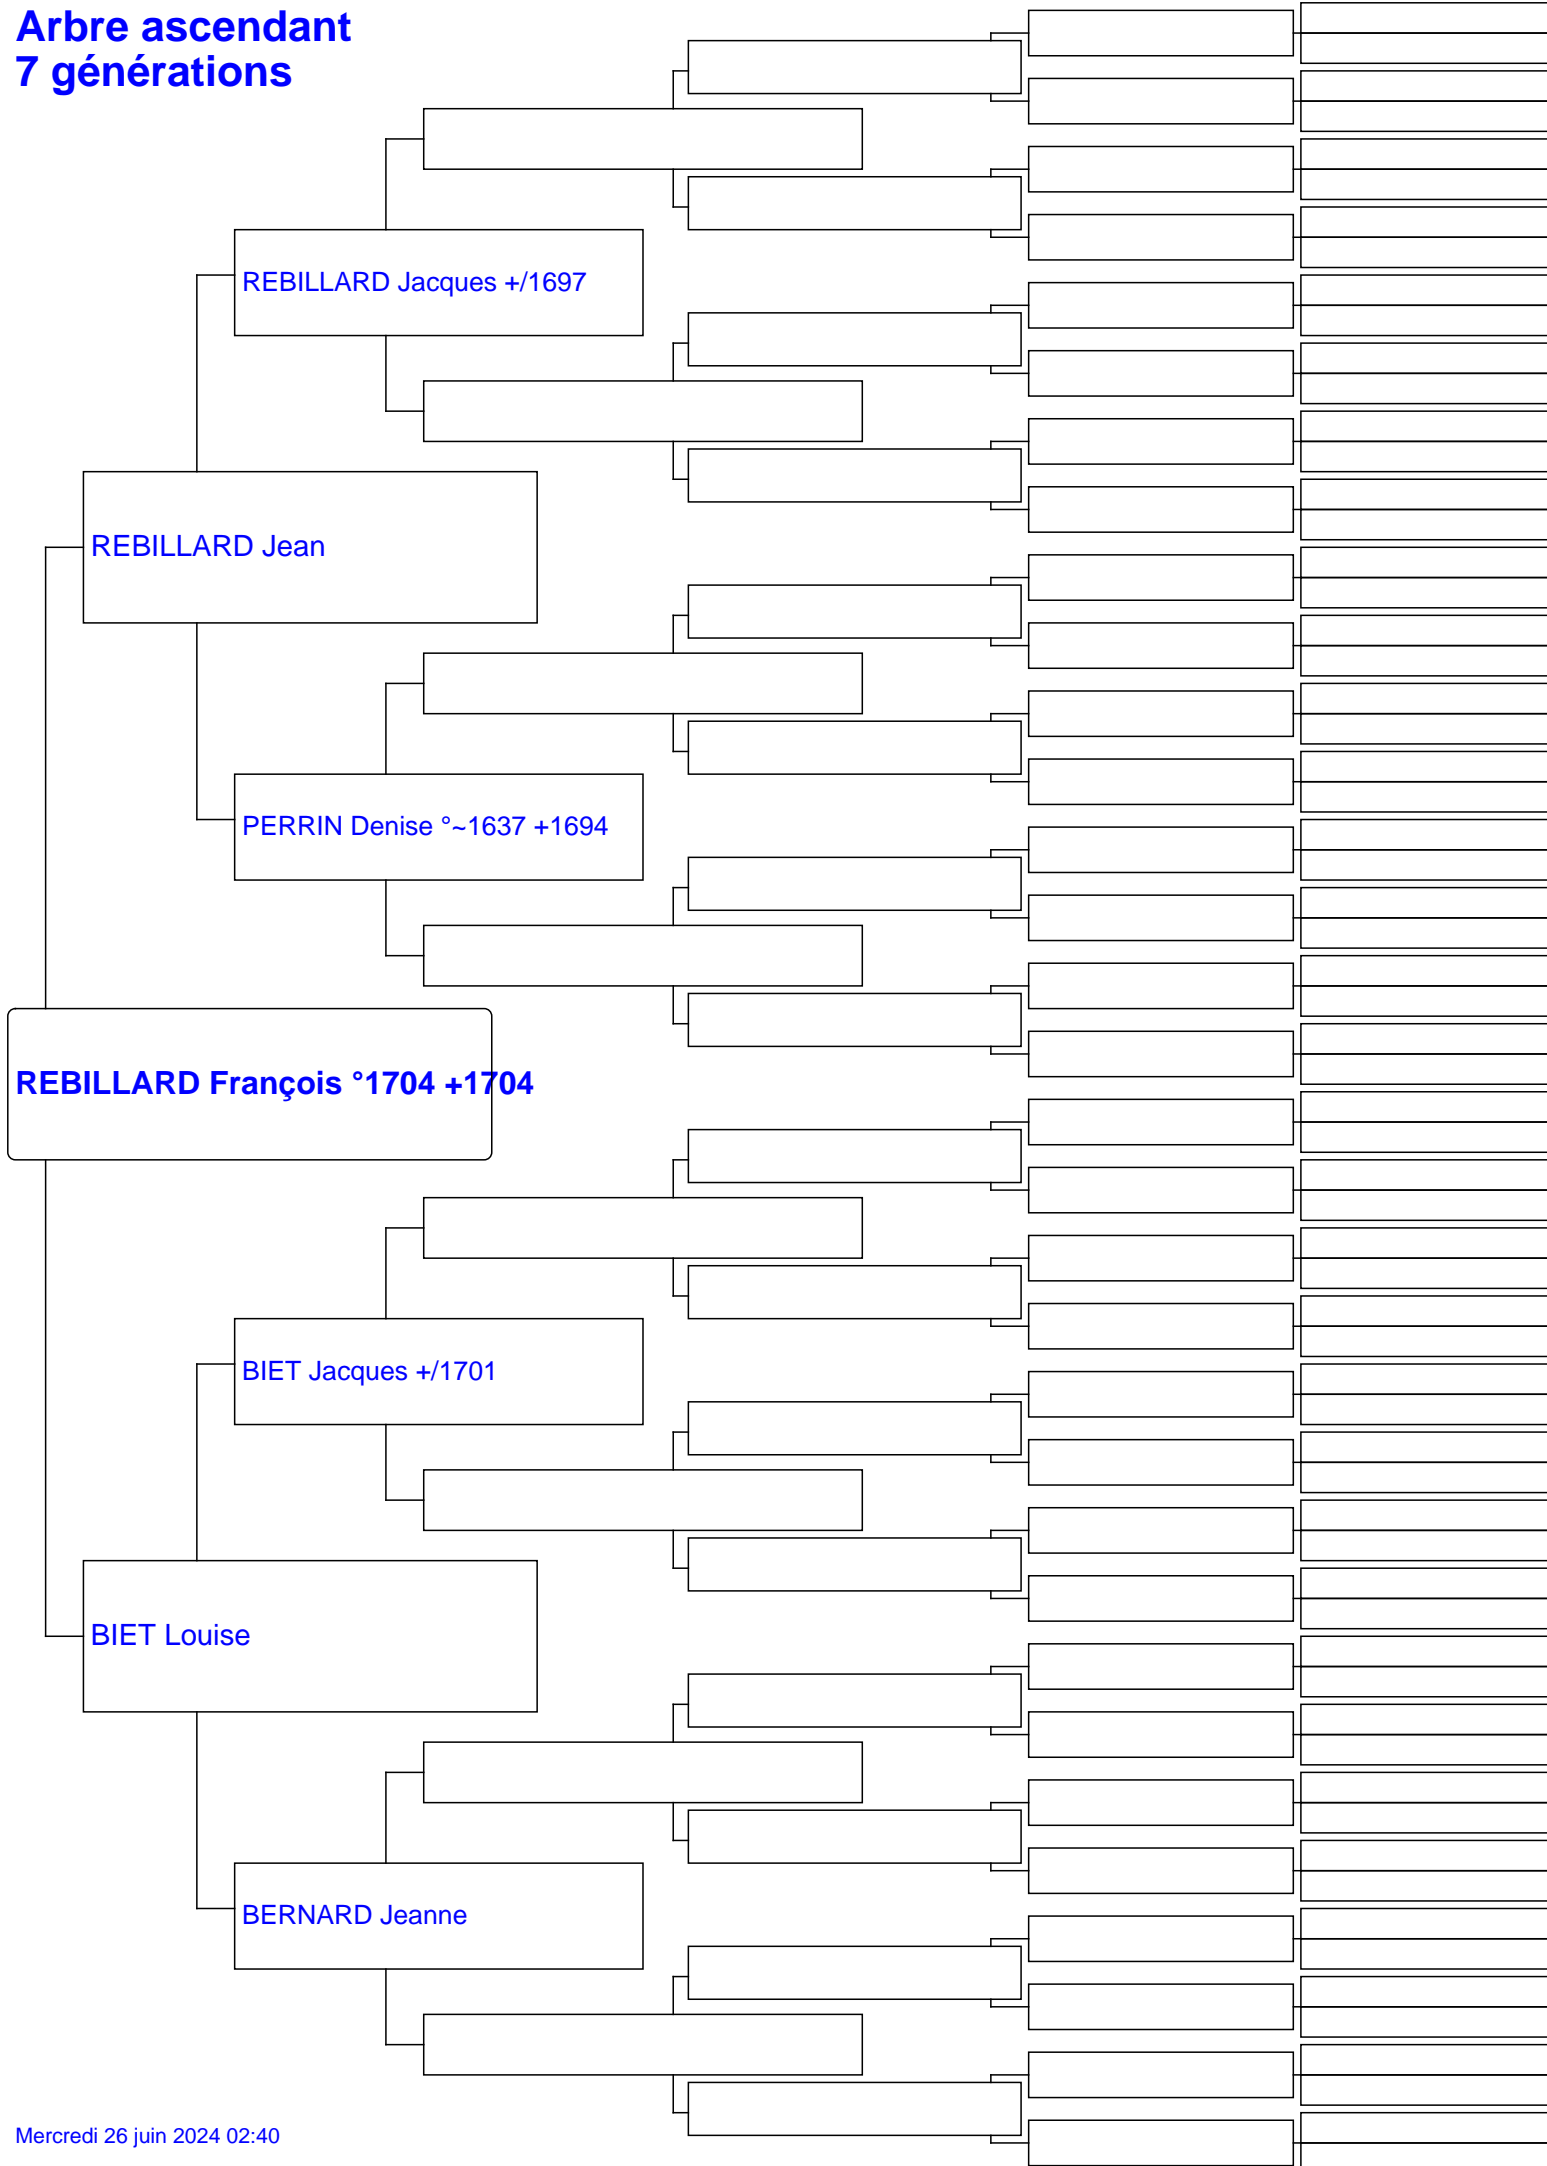 Arbre ascendant
7 générations
REBILLARD Jacques +/1697
REBILLARD Jean
PERRIN Denise °~1637 +1694
REBILLARD François °1704 +1704
BIET Jacques +/1701
BIET Louise
BERNARD Jeanne
Mercredi 26 juin 2024 02:40